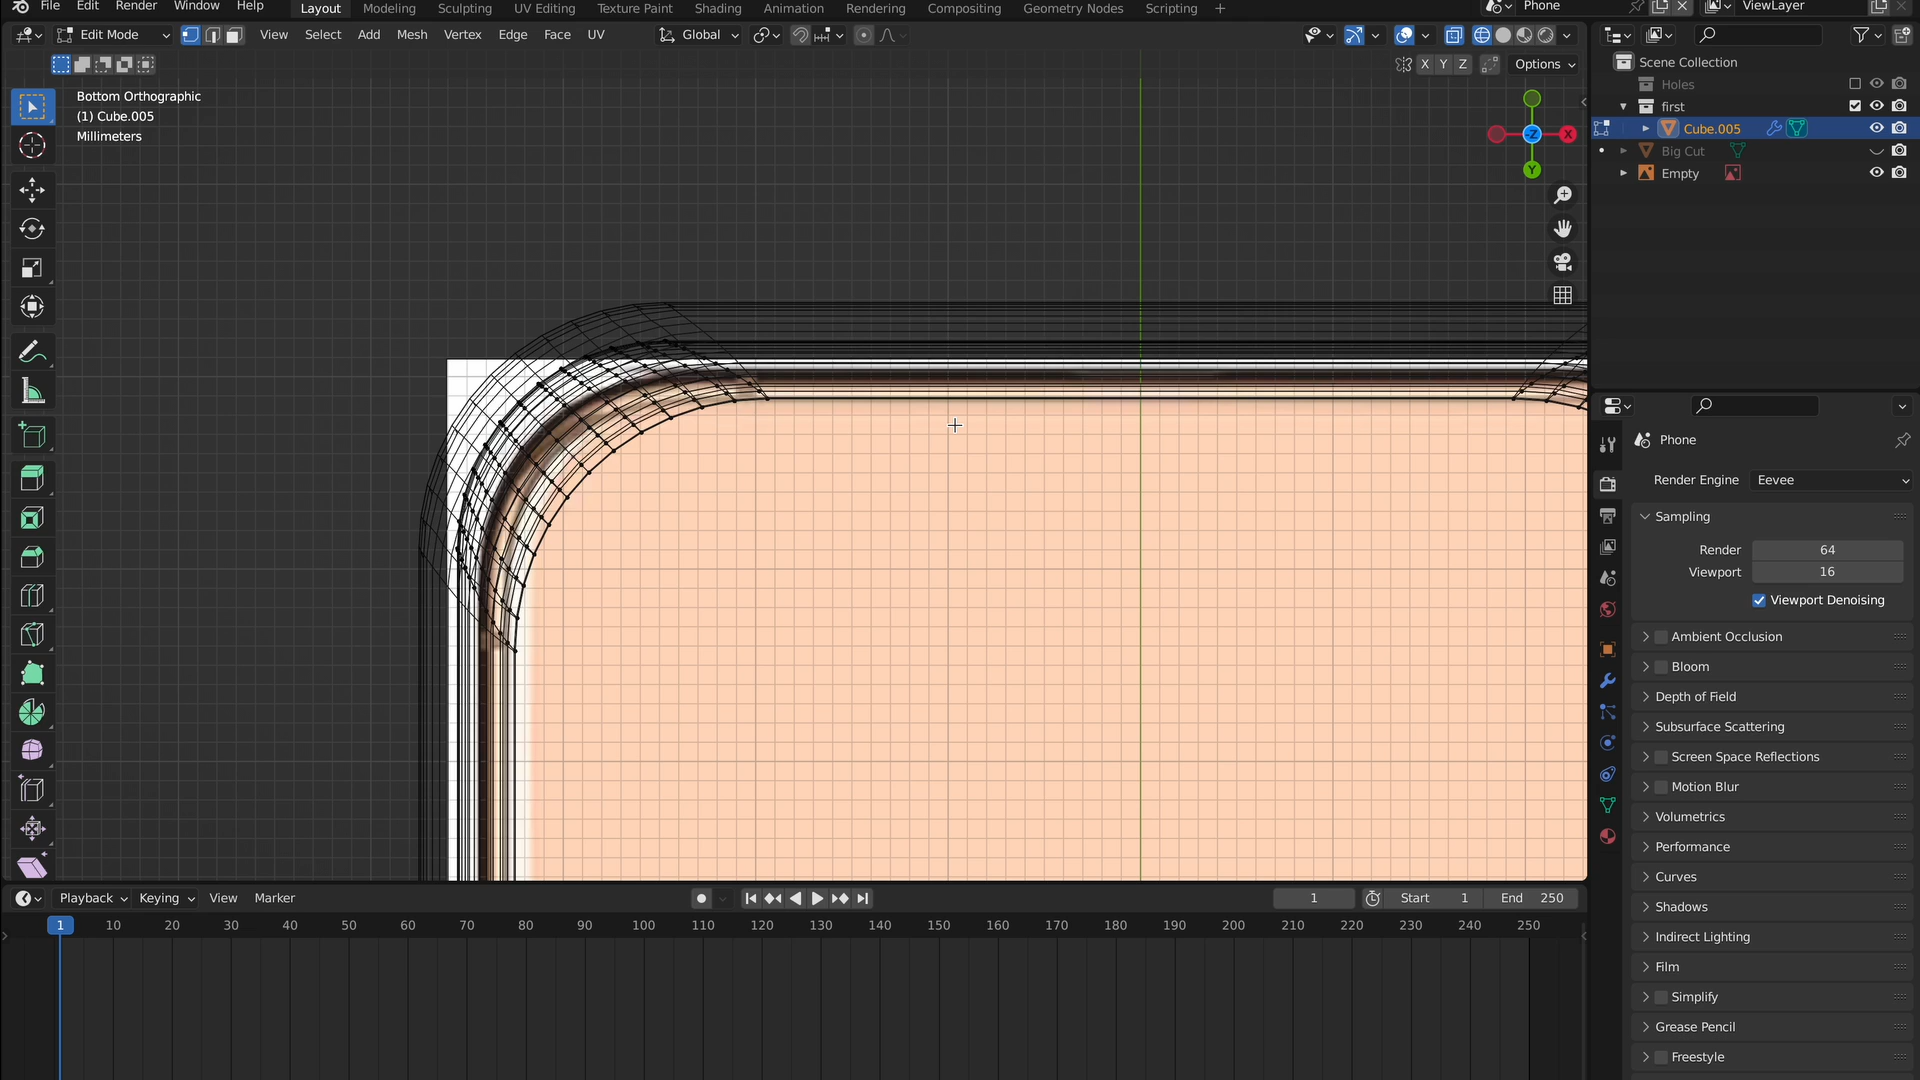 File Edit Render Window Help Layout Modeling Sculpting UV Editing Texture Paint Shading Animation Rendering Compositing Geometry Nodes Scripting + Phone ViewLayer
Edit Mode View Select Add Mesh Vertex Edge Face UV Global
X Y Z Options
Bottom Orthographic
(1) Cube.005
Millimeters
-Z X
Y
Scene Collection
Holes
first
Cube.005
Big Cut
Empty
Phone
Render Engine Eevee
Sampling
Render 64
Viewport 16
Viewport Denoising
Ambient Occlusion
Bloom
Depth of Field
Subsurface Scattering
Screen Space Reflections
Motion Blur
Volumetrics
Performance
Curves
Shadows
Indirect Lighting
Film
Simplify
Grease Pencil
Freestyle
Playback Keying View Marker 1 Start 1 End 250
1 10 20 30 40 50 60 70 80 90 100 110 120 130 140 150 160 170 180 190 200 210 220 230 240 250